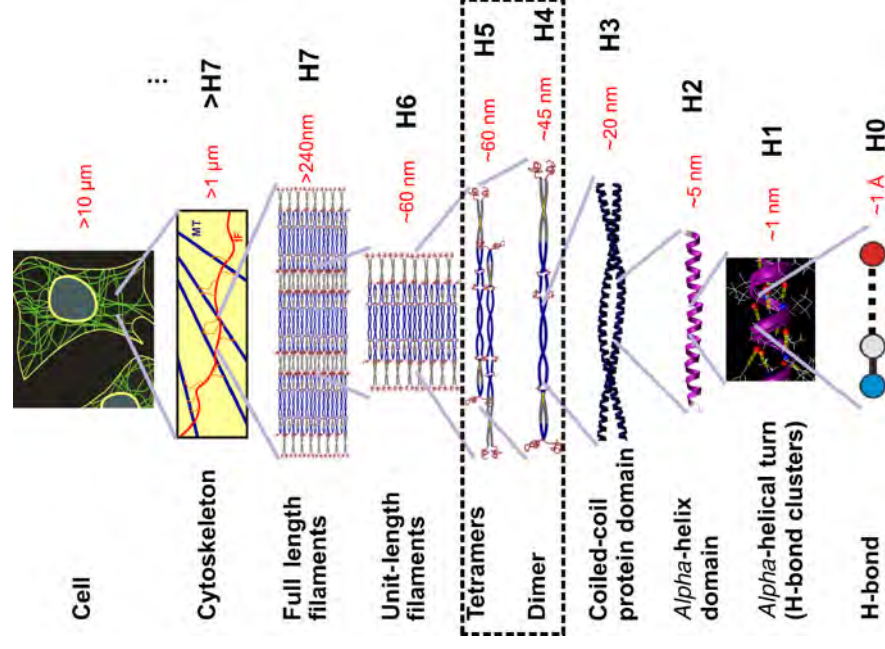 Cell
>10 μm
⋮
Cytoskeleton
MT
IF
>1 μm
>H7
Full length
filaments
>240nm
H7
Unit-length
filaments
~60 nm
H6
Tetramers
~60 nm
H5
Dimer
~45 nm
H4
Coiled-coil
protein domain
~20 nm
H3
Alpha-helix
domain
~5 nm
H2
Alpha-helical turn
(H-bond clusters)
~1 nm
H1
H-bond
~1 Å
H0